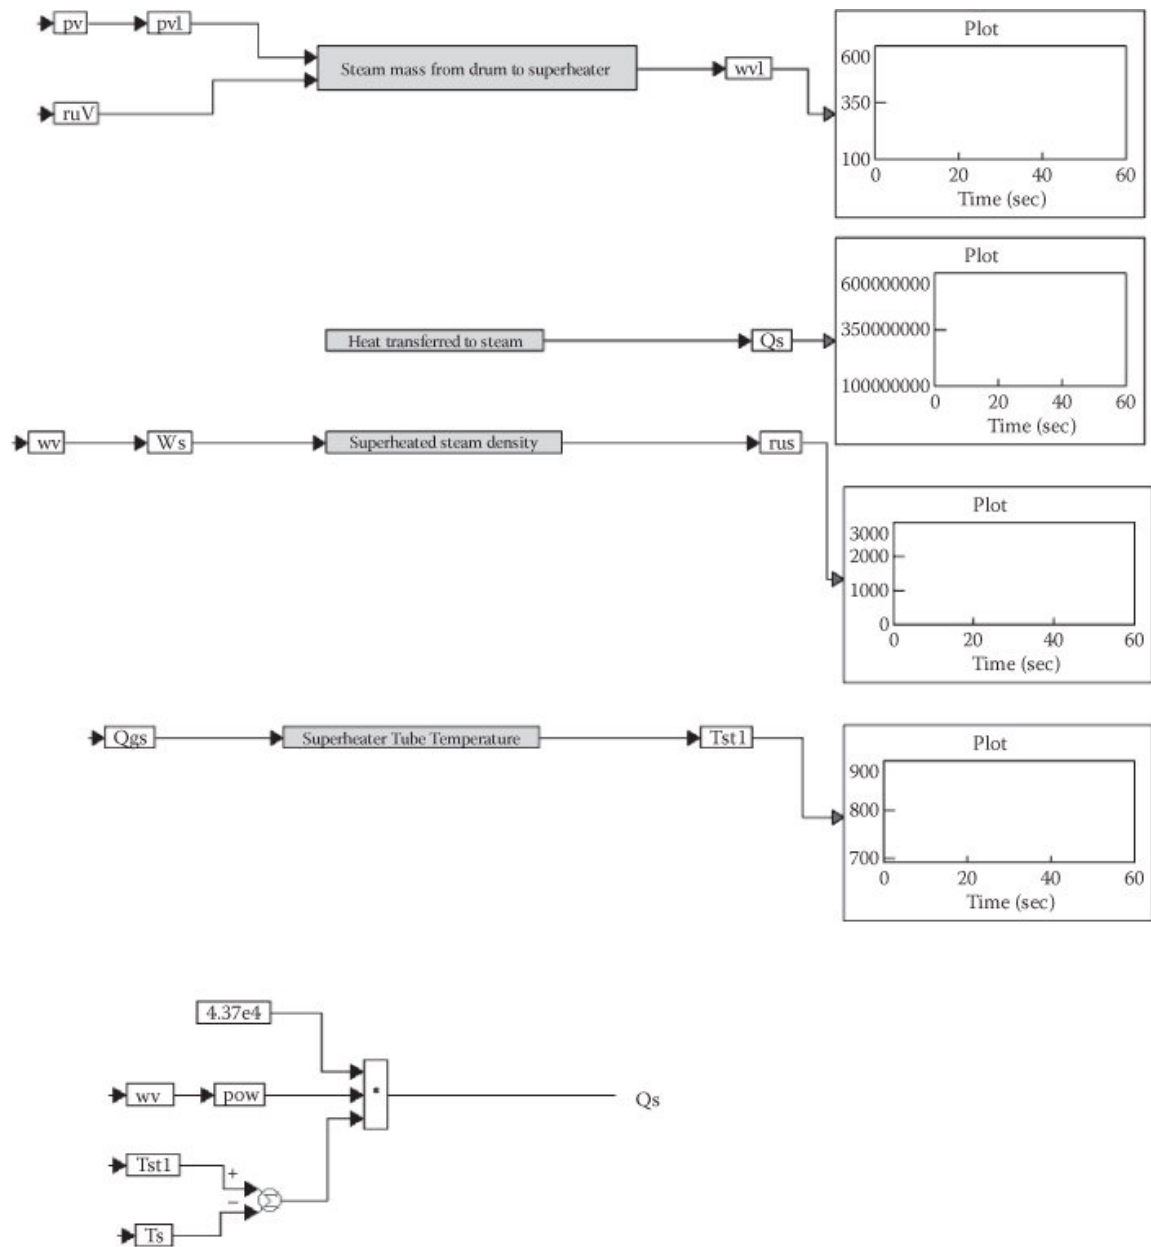 pv
pvl
Steam mass from drum to superheater
wvl
ruV
Plot
600
350
100
0
20
40
60
Time (sec)
Heat transferred to steam
Qs
Plot
600000000
350000000
100000000
0
20
40
60
Time (sec)
wv
Ws
Superheated steam density
rus
Plot
3000
2000
1000
0
0
20
40
60
Time (sec)
Qgs
Superheater Tube Temperature
Tst1
Plot
900
800
700
0
20
40
60
Time (sec)
4.37e4
wv
pow
*
Qs
Tst1
+
−
Σ
Ts